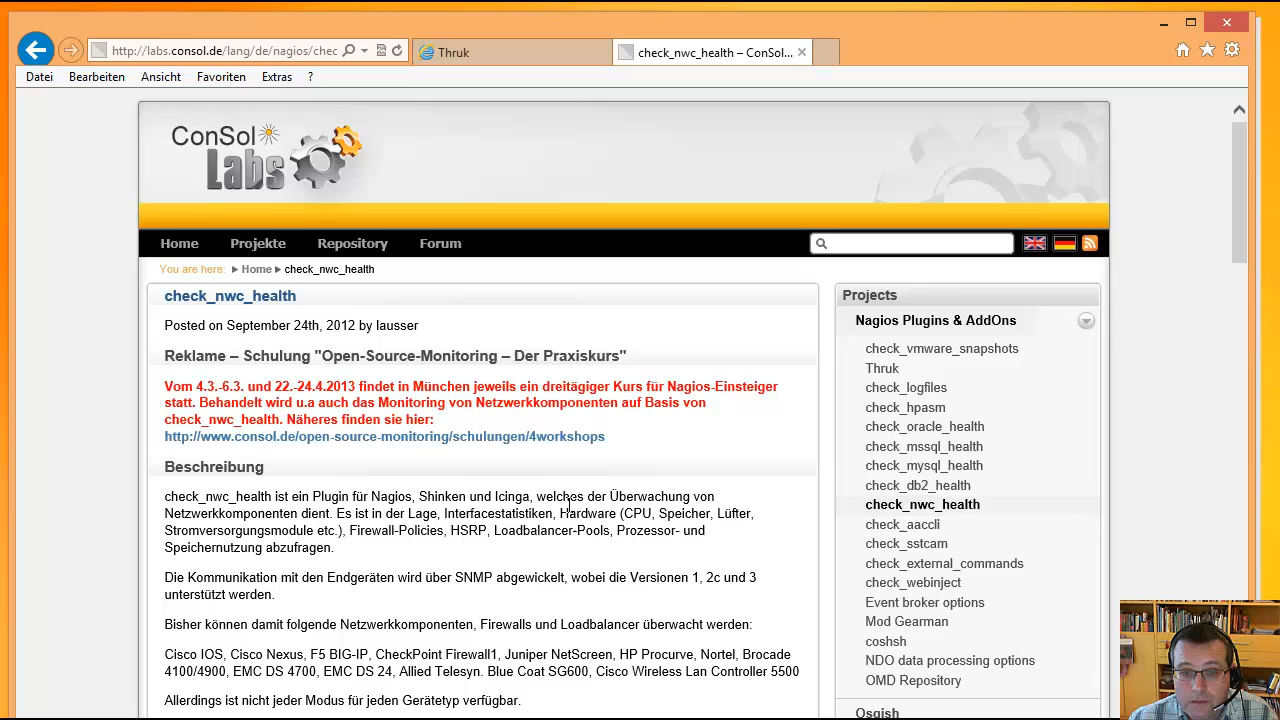 http://labs.consol.de/lang/de/nagios/chec
Thruk
check_nwc_health – ConSol...
Datei Bearbeiten Ansicht Favoriten Extras ?
ConSol
Labs
Home Projekte Repository Forum
You are here: Home check_nwc_health
check_nwc_health
Posted on September 24th, 2012 by lausser
Reklame – Schulung "Open-Source-Monitoring – Der Praxiskurs"
Vom 4.3.-6.3. und 22.-24.4.2013 findet in München jeweils ein dreitägiger Kurs für Nagios-Einsteiger
statt. Behandelt wird u.a auch das Monitoring von Netzwerkkomponenten auf Basis von
check_nwc_health. Näheres finden sie hier:
http://www.consol.de/open-source-monitoring/schulungen/4workshops
Beschreibung
check_nwc_health ist ein Plugin für Nagios, Shinken und Icinga, welches der Überwachung von
Netzwerkkomponenten dient. Es ist in der Lage, Interfacestatistiken, Hardware (CPU, Speicher, Lüfter,
Stromversorgungsmodule etc.), Firewall-Policies, HSRP, Loadbalancer-Pools, Prozessor- und
Speichernutzung abzufragen.
Die Kommunikation mit den Endgeräten wird über SNMP abgewickelt, wobei die Versionen 1, 2c und 3
unterstützt werden.
Bisher können damit folgende Netzwerkkomponenten, Firewalls und Loadbalancer überwacht werden:
Cisco IOS, Cisco Nexus, F5 BIG-IP, CheckPoint Firewall1, Juniper NetScreen, HP Procurve, Nortel, Brocade
4100/4900, EMC DS 4700, EMC DS 24, Allied Telesyn. Blue Coat SG600, Cisco Wireless Lan Controller 5500
Allerdings ist nicht jeder Modus für jeden Gerätetyp verfügbar.
Projects
Nagios Plugins & AddOns
check_vmware_snapshots
Thruk
check_logfiles
check_hpasm
check_oracle_health
check_mssql_health
check_mysql_health
check_db2_health
check_nwc_health
check_aaccli
check_sstcam
check_external_commands
check_webinject
Event broker options
Mod Gearman
coshsh
NDO data processing options
OMD Repository
Osgish